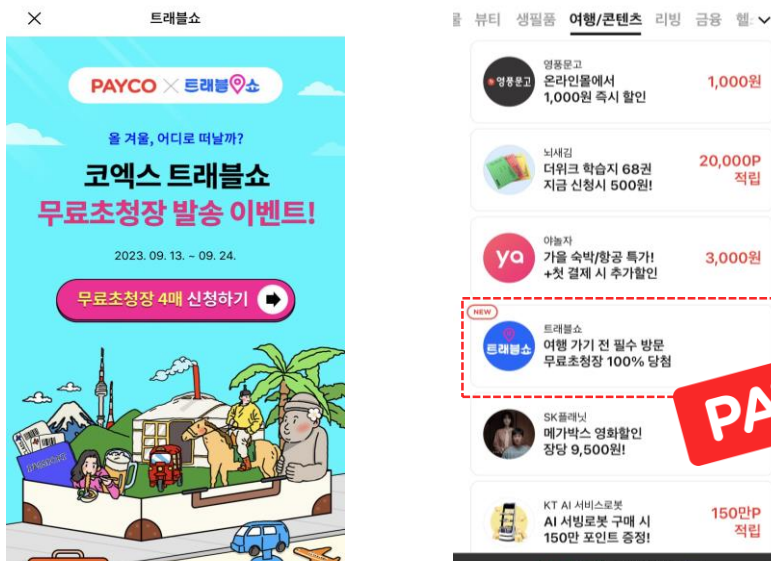 트래블쇼
PAYCO × 트래블쇼
올 겨울, 어디로 떠날까?
코엑스 트래블쇼
무료초청장 발송 이벤트!
2023. 09. 13. ~ 09. 24.
무료초청장 4매 신청하기
뷰티 생필품 여행/콘텐츠 리빙 금융 헬
영풍문고
영풍문고
온라인몰에서
1,000원 즉시 할인
1,000원
뇌새김
더위크 학습지 68권
지금 신청시 500원!
20,000P
적립
ya
야놀자
가을 숙박/항공 특가!
+첫 결제 시 추가할인
3,000원
NEW
트래블쇼
트래블쇼
여행 가기 전 필수 방문
무료초청장 100% 당첨
PA
SK플래닛
메가박스 영화할인
장당 9,500원!
KT AI 서비스로봇
AI 서빙로봇 구매 시
150만 포인트 증정!
150만P
적립